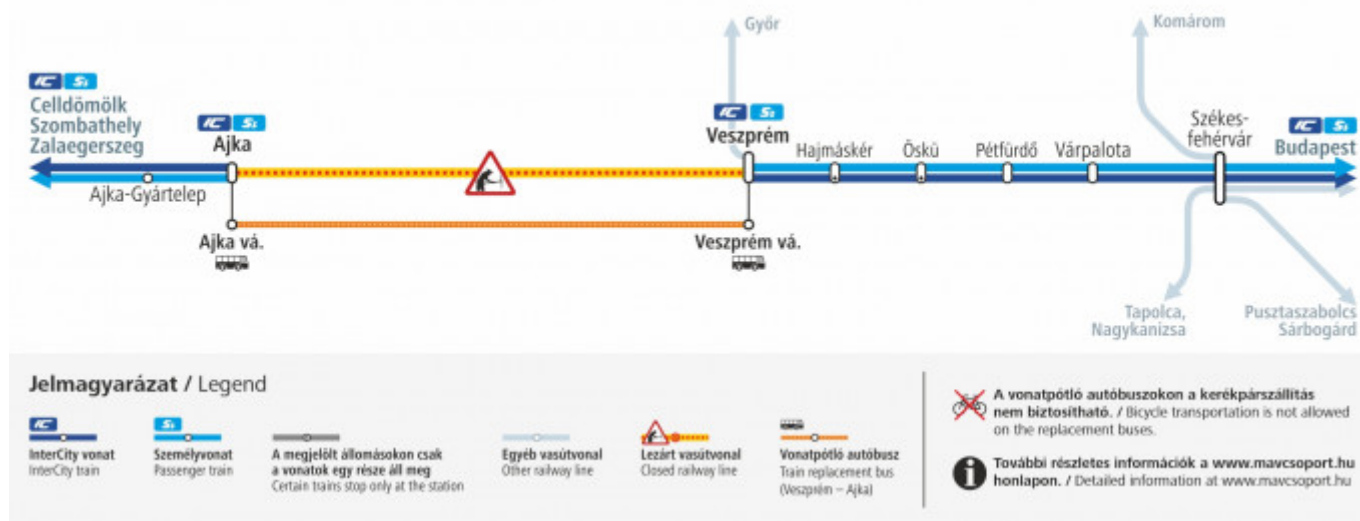 Győr
Komárom
IC Sz
Celldömölk
Szombathely
Zalaegerszeg
IC Sz
Ajka
IC Sz
Veszprém
Hajmáskér
Öskü
Pétfürdő
Várpalota
Székes-
fehérvár
IC Sz
Budapest
Ajka-Gyártelep
Ajka vá.
Veszprém vá.
Tapolca,
Nagykanizsa
Pusztaszabolcs
Sárbogárd
Jelmagyarázat / Legend
IC
InterCity vonat
InterCity train
Sz
Személyvonat
Passenger train
A megjelölt állomásokon csak
a vonatok egy része áll meg
Certain trains stop only at the station
Egyéb vasútvonal
Other railway line
Lezárt vasútvonal
Closed railway line
Vonatpótló autóbusz
Train replacement bus
(Veszprém – Ajka)
A vonatpótló autóbuszokon a kerékpárszállítás
nem biztosítható. / Bicycle transportation is not allowed
on the replacement buses.
További részletes információk a www.mavcsoport.hu
honlapon. / Detailed information at www.mavcsoport.hu